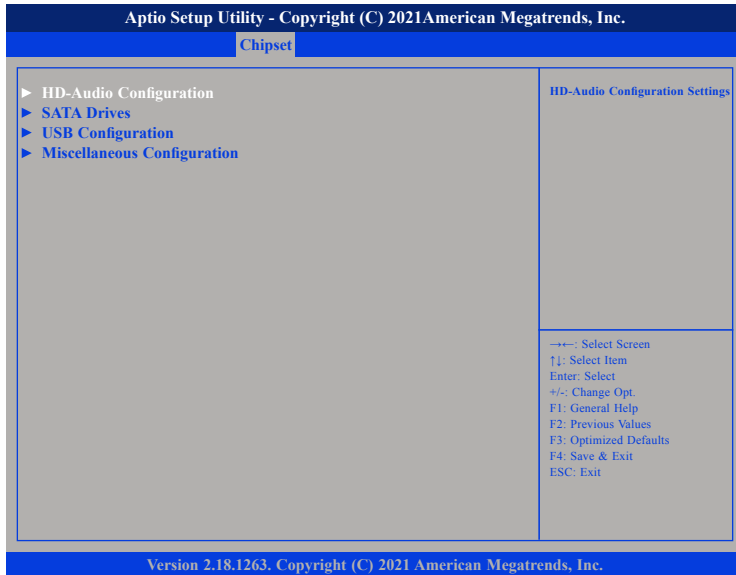 Aptio Setup Utility - Copyright (C) 2021American Megatrends, Inc.
Chipset
► HD-Audio Configuration
► SATA Drives
► USB Configuration
► Miscellaneous Configuration
HD-Audio Configuration Settings
→←: Select Screen
↑↓: Select Item
Enter: Select
+/-: Change Opt.
F1: General Help
F2: Previous Values
F3: Optimized Defaults
F4: Save & Exit
ESC: Exit
Version 2.18.1263. Copyright (C) 2021 American Megatrends, Inc.